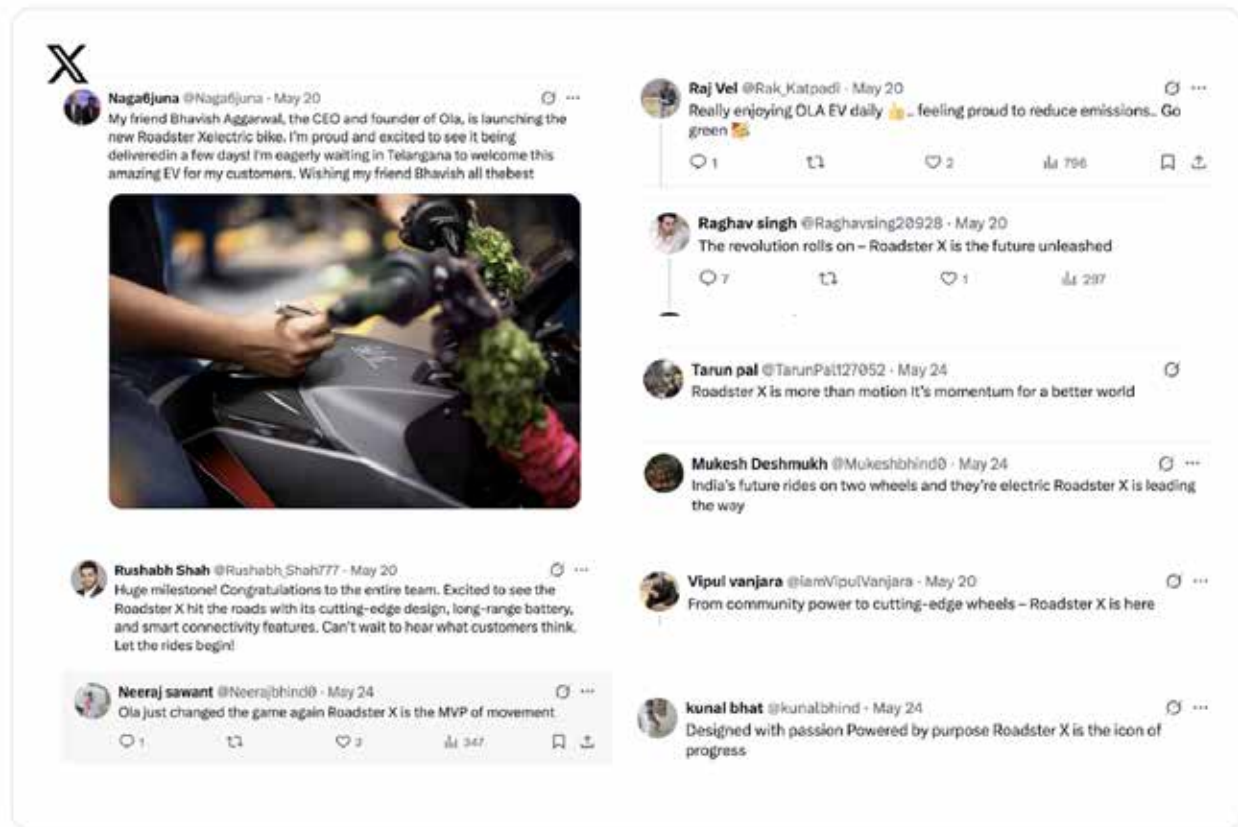 X
Naga6juna @Naga6juna · May 20
My friend Bhavish Aggarwal, the CEO and founder of Ola, is launching the
new Roadster Xelectric bike. I'm proud and excited to see it being
deliveredin a few days! I'm eagerly waiting in Telangana to welcome this
amazing EV for my customers. Wishing my friend Bhavish all thebest
Rushabh Shah @Rushabh_Shah777 · May 20
Huge milestone! Congratulations to the entire team. Excited to see the
Roadster X hit the roads with its cutting-edge design, long-range battery,
and smart connectivity features. Can't wait to hear what customers think.
Let the rides begin!
Neeraj sawant @Neerajbhind0 · May 24
Ola just changed the game again Roadster X is the MVP of movement
1 3 347
Raj Vel @Rak_Katpadi · May 20
Really enjoying OLA EV daily 👍.. feeling proud to reduce emissions.. Go
green 🥰
1 2 796
Raghav singh @Raghavsing20928 · May 20
The revolution rolls on – Roadster X is the future unleashed
7 1 297
Tarun pal @TarunPal127052 · May 24
Roadster X is more than motion It's momentum for a better world
Mukesh Deshmukh @Mukeshbhind0 · May 24
India's future rides on two wheels and they're electric Roadster X is leading
the way
Vipul vanjara @iamVipulVanjara · May 20
From community power to cutting-edge wheels – Roadster X is here
kunal bhat @kunalbhind · May 24
Designed with passion Powered by purpose Roadster X is the icon of
progress